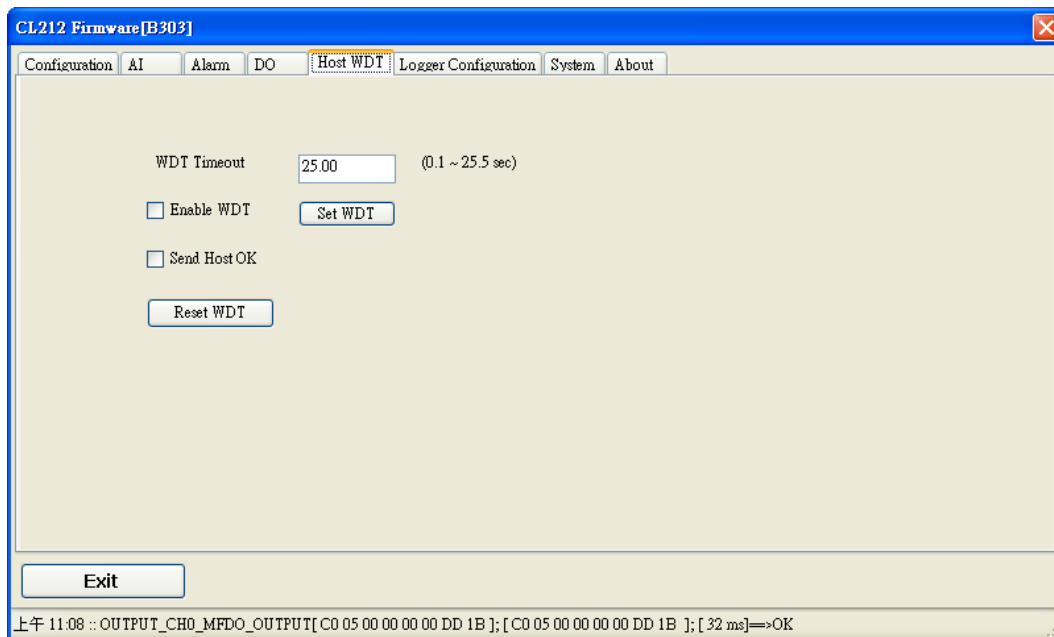 CL212 Firmware[B303]
Configuration AI Alarm DO Host WDT Logger Configuration System About
WDT Timeout 25.00 (0.1 ~ 25.5 sec)
Enable WDT Set WDT
Send Host OK
Reset WDT
Exit
上午 11:08 :: OUTPUT_CH0_MFDO_OUTPUT[ C0 05 00 00 00 00 DD 1B ]; [ C0 05 00 00 00 00 DD 1B ]; [ 32 ms]==>OK